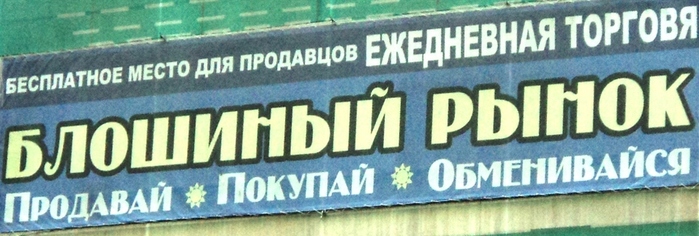 БЕСПЛАТНОЕ МЕСТО ДЛЯ ПРОДАВЦОВ ЕЖЕДНЕВНАЯ ТОРГОВЯ
БЛОШИНЫЙ РЫНОК
ПРОДАВАЙ ПОКУПАЙ ОБМЕНИВАЙСЯ